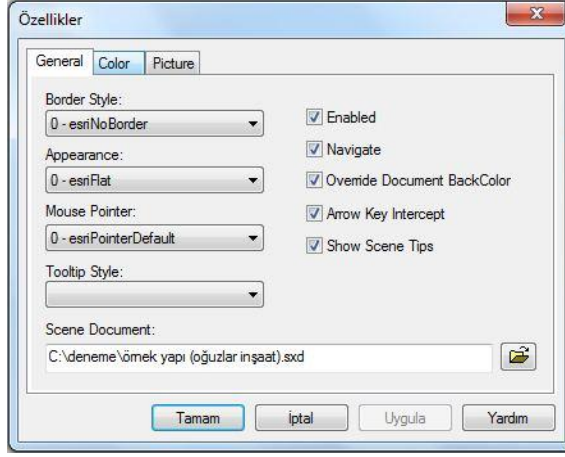 Özellikler
General Color Picture
Border Style:
0 - esriNoBorder
Appearance:
0 - esriFlat
Mouse Pointer:
0 - esriPointerDefault
Tooltip Style:
Enabled
Navigate
Override Document BackColor
Arrow Key Intercept
Show Scene Tips
Scene Document:
C:\deneme\örnek yapı (oğuzlar inşaat).sxd
Tamam İptal Uygula Yardım